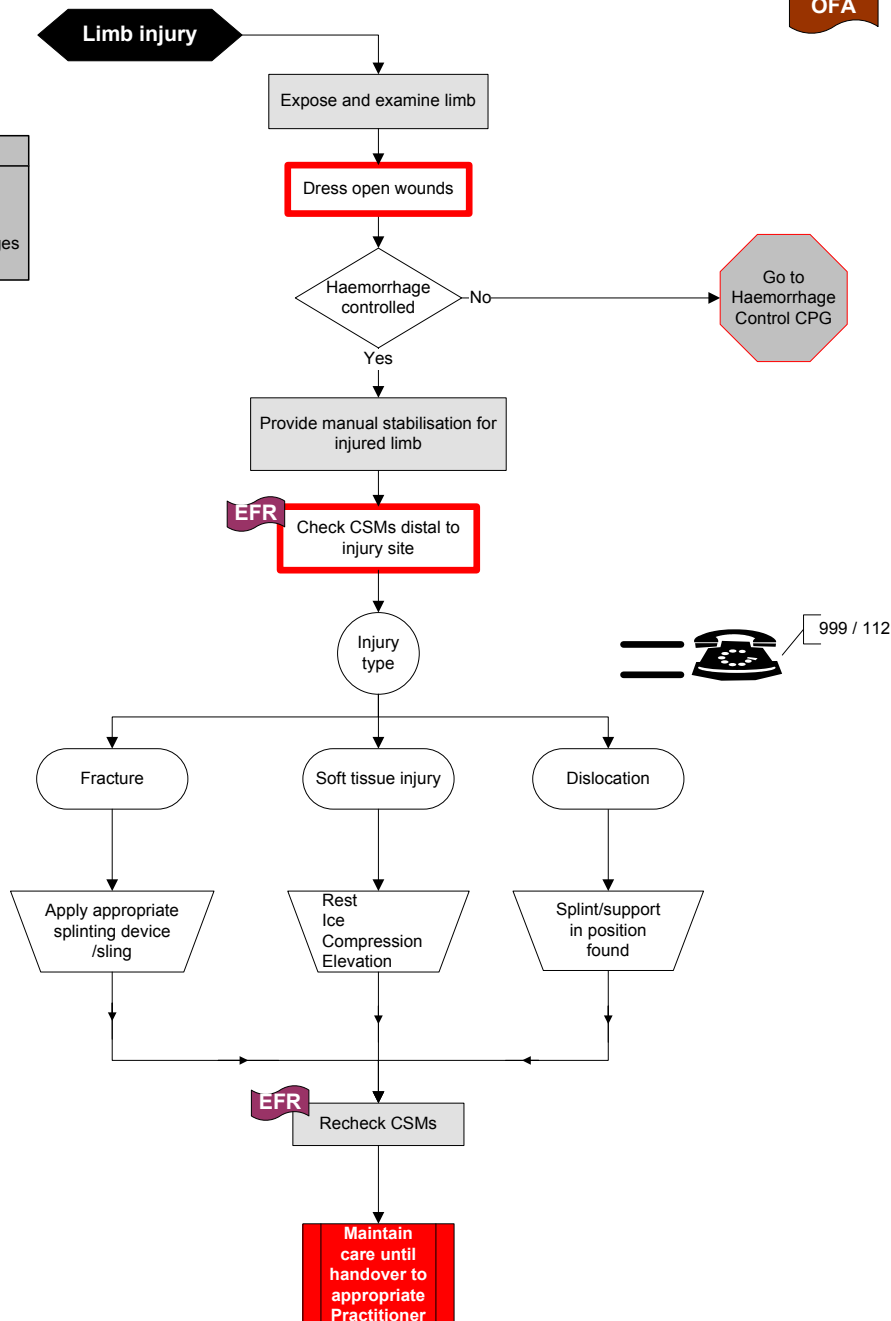 OFA
Limb injury
Expose and examine limb
Dress open wounds
Haemorrhage
controlled
No
Go to
Haemorrhage
Control CPG
Yes
Provide manual stabilisation for
injured limb
EFR
Check CSMs distal to
injury site
Injury
type
999 / 112
Fracture
Soft tissue injury
Dislocation
Apply appropriate
splinting device
/sling
Rest
Ice
Compression
Elevation
Splint/support
in position
found
EFR
Recheck CSMs
Maintain
care until
handover to
appropriate
Practitioner